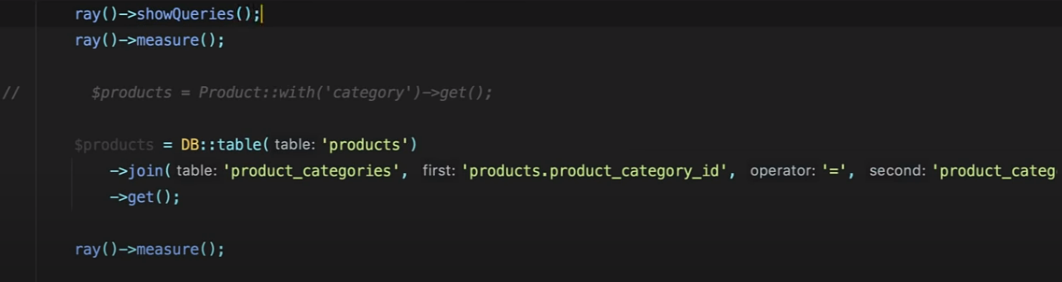 ray()->showQueries();
ray()->measure();
// $products = Product::with('category')->get();
$products = DB::table( table: 'products')
->join( table: 'product_categories', first: 'products.product_category_id', operator: '=', second: 'product_categ
->get();
ray()->measure();